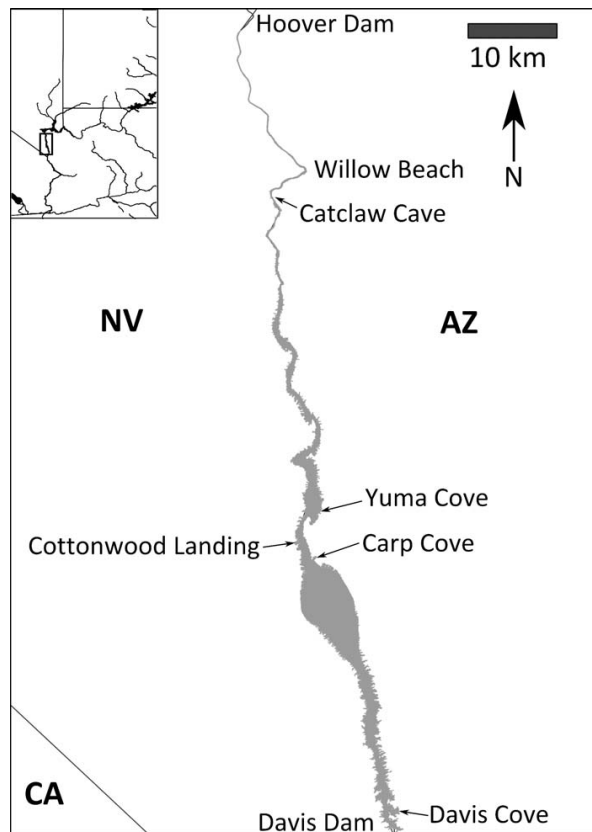 Hoover Dam
10 km
N
Willow Beach
Catclaw Cave
NV
AZ
Yuma Cove
Cottonwood Landing
Carp Cove
CA
Davis Cove
Davis Dam